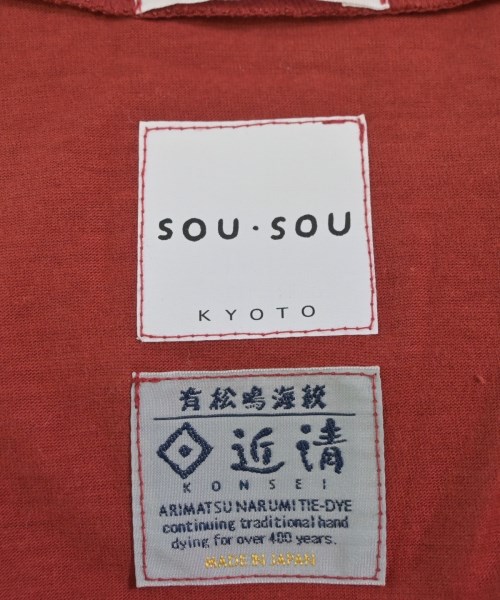 SOU・SOU
KYOTO
有松鳴海絞
近清
KONSEI
ARIMATSU NARUMI TIE-DYE
continuing traditional hand
dying for over 400 years.
MADE IN JAPAN